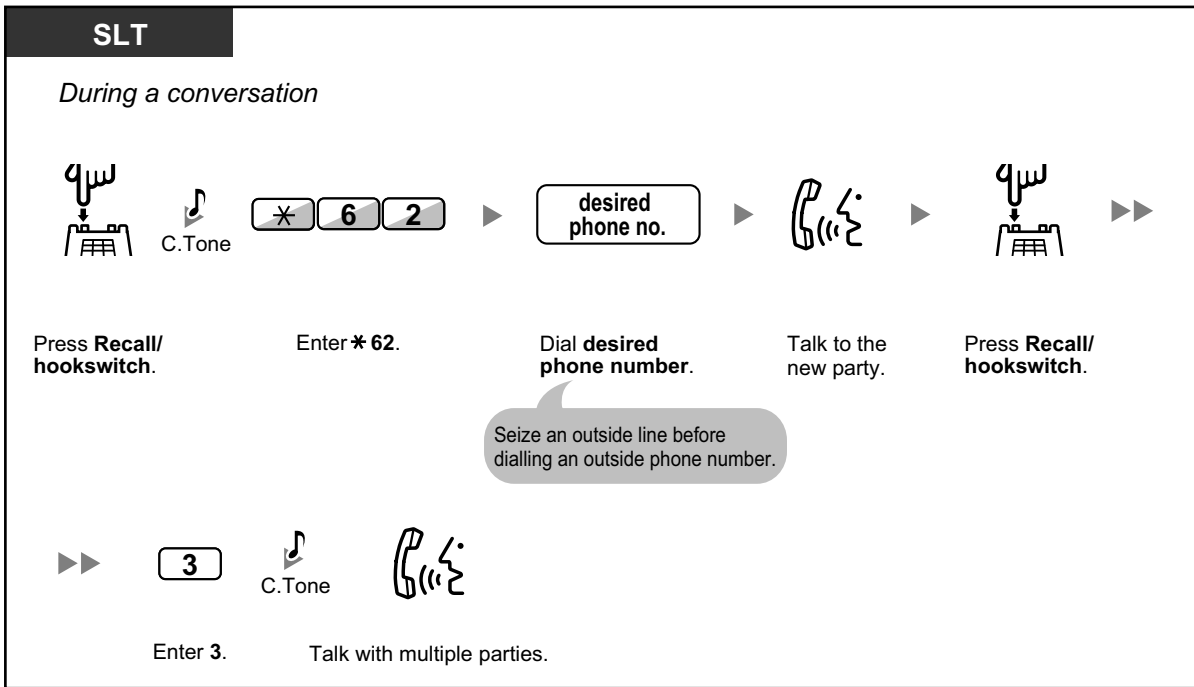 SLT
During a conversation
C.Tone
* 6 2
desired
phone no.
Press Recall/
hookswitch.
Enter * 62.
Dial desired
phone number.
Talk to the
new party.
Press Recall/
hookswitch.
Seize an outside line before
dialling an outside phone number.
3
C.Tone
Enter 3.
Talk with multiple parties.